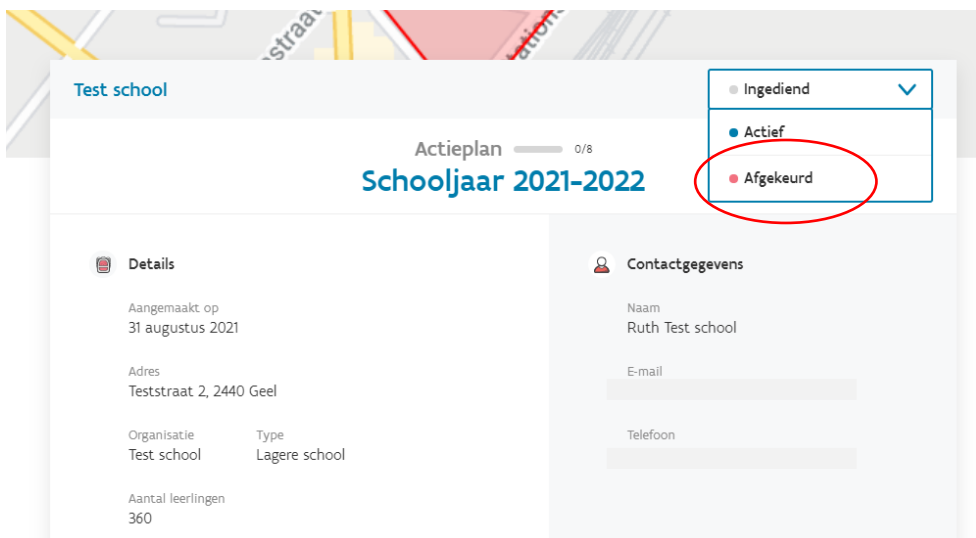 straat
station
Test school
Ingediend
Actief
Afgekeurd
Actieplan 0/8
Schooljaar 2021-2022
Details
Aangemaakt op
31 augustus 2021
Adres
Teststraat 2, 2440 Geel
Organisatie Type
Test school Lagere school
Aantal leerlingen
360
Contactgegevens
Naam
Ruth Test school
E-mail
Telefoon